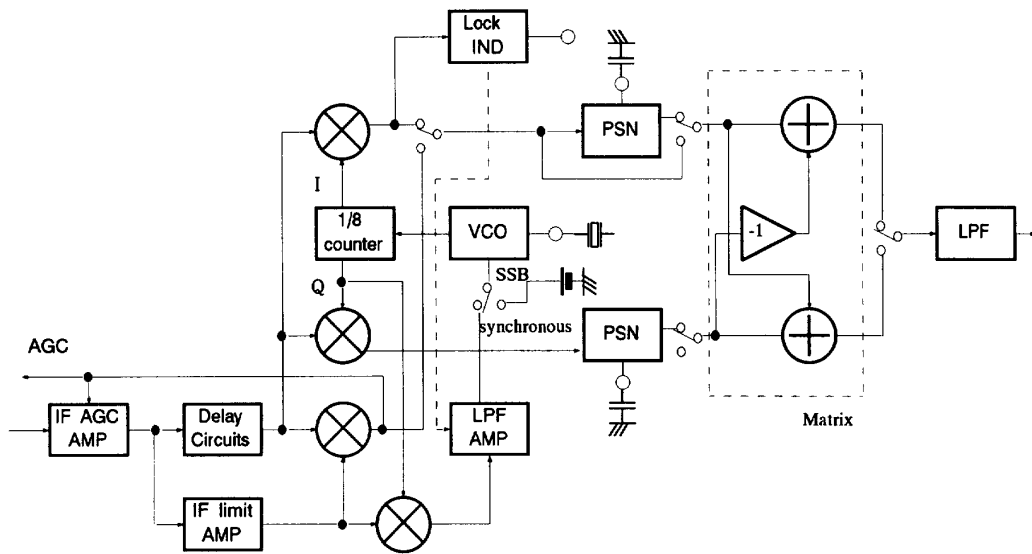 Lock
IND
PSN
I
1/8
counter
VCO
-1
LPF
Q
SSB
synchronous
PSN
AGC
IF AGC
AMP
Delay
Circuits
LPF
AMP
Matrix
IF limit
AMP